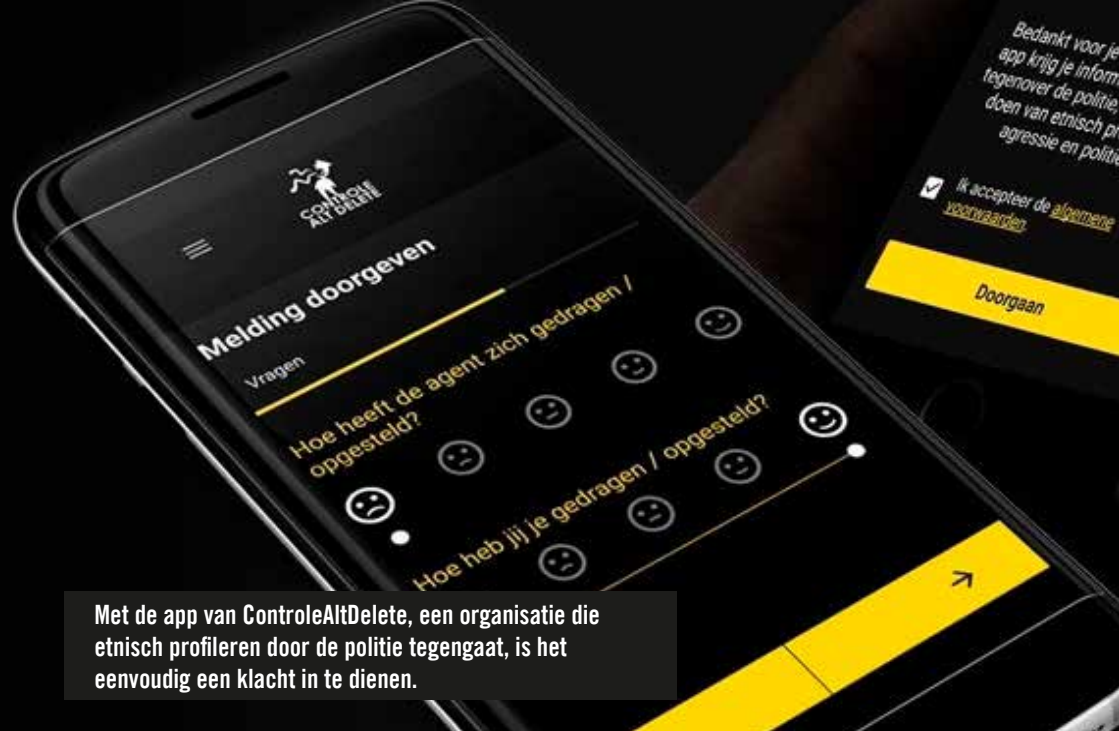 CONTROLE
ALT DELETE
Melding doorgeven
Vragen
Hoe heeft de agent zich gedragen /
opgesteld?
Hoe heb jij je gedragen / opgesteld?
Bedankt voor je
app krijg je
tegenover de politie,
doen van etnisch
agressie en
Ik accepteer de algemene
voorwaarden.
Doorgaan
Met de app van ControleAltDelete, een organisatie die
etnisch profileren door de politie tegengaat, is het
eenvoudig een klacht in te dienen.